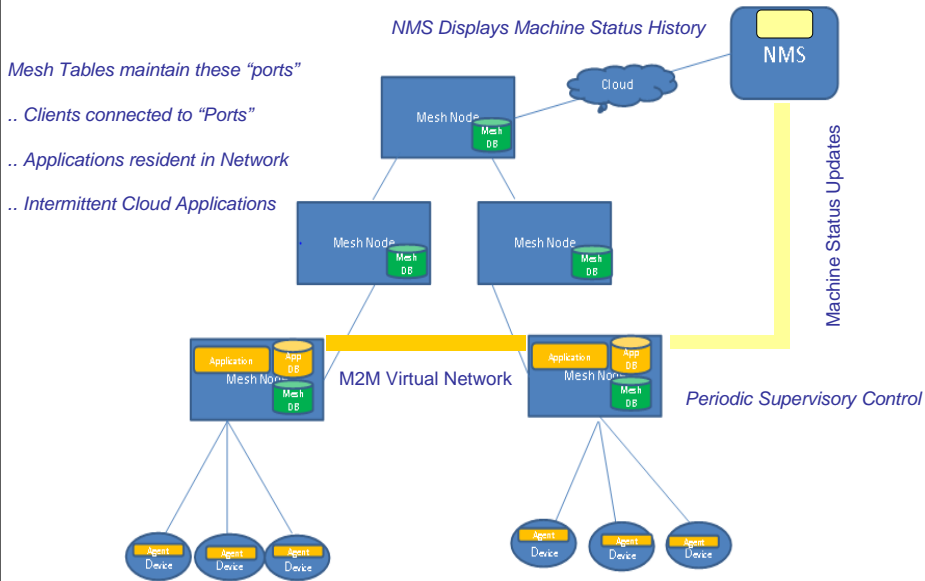 NMS Displays Machine Status History
NMS
Mesh Tables maintain these “ports”
.. Clients connected to “Ports”
.. Applications resident in Network
.. Intermittent Cloud Applications
Cloud
Mesh Node
Mesh
DB
Machine Status Updates
Mesh Node
Mesh
DB
Mesh Node
Mesh
DB
Application
App
DB
Mesh Node
Mesh
DB
M2M Virtual Network
Application
App
DB
Mesh Node
Mesh
DB
Periodic Supervisory Control
Agent
Device
Agent
Device
Agent
Device
Agent
Device
Agent
Device
Agent
Device